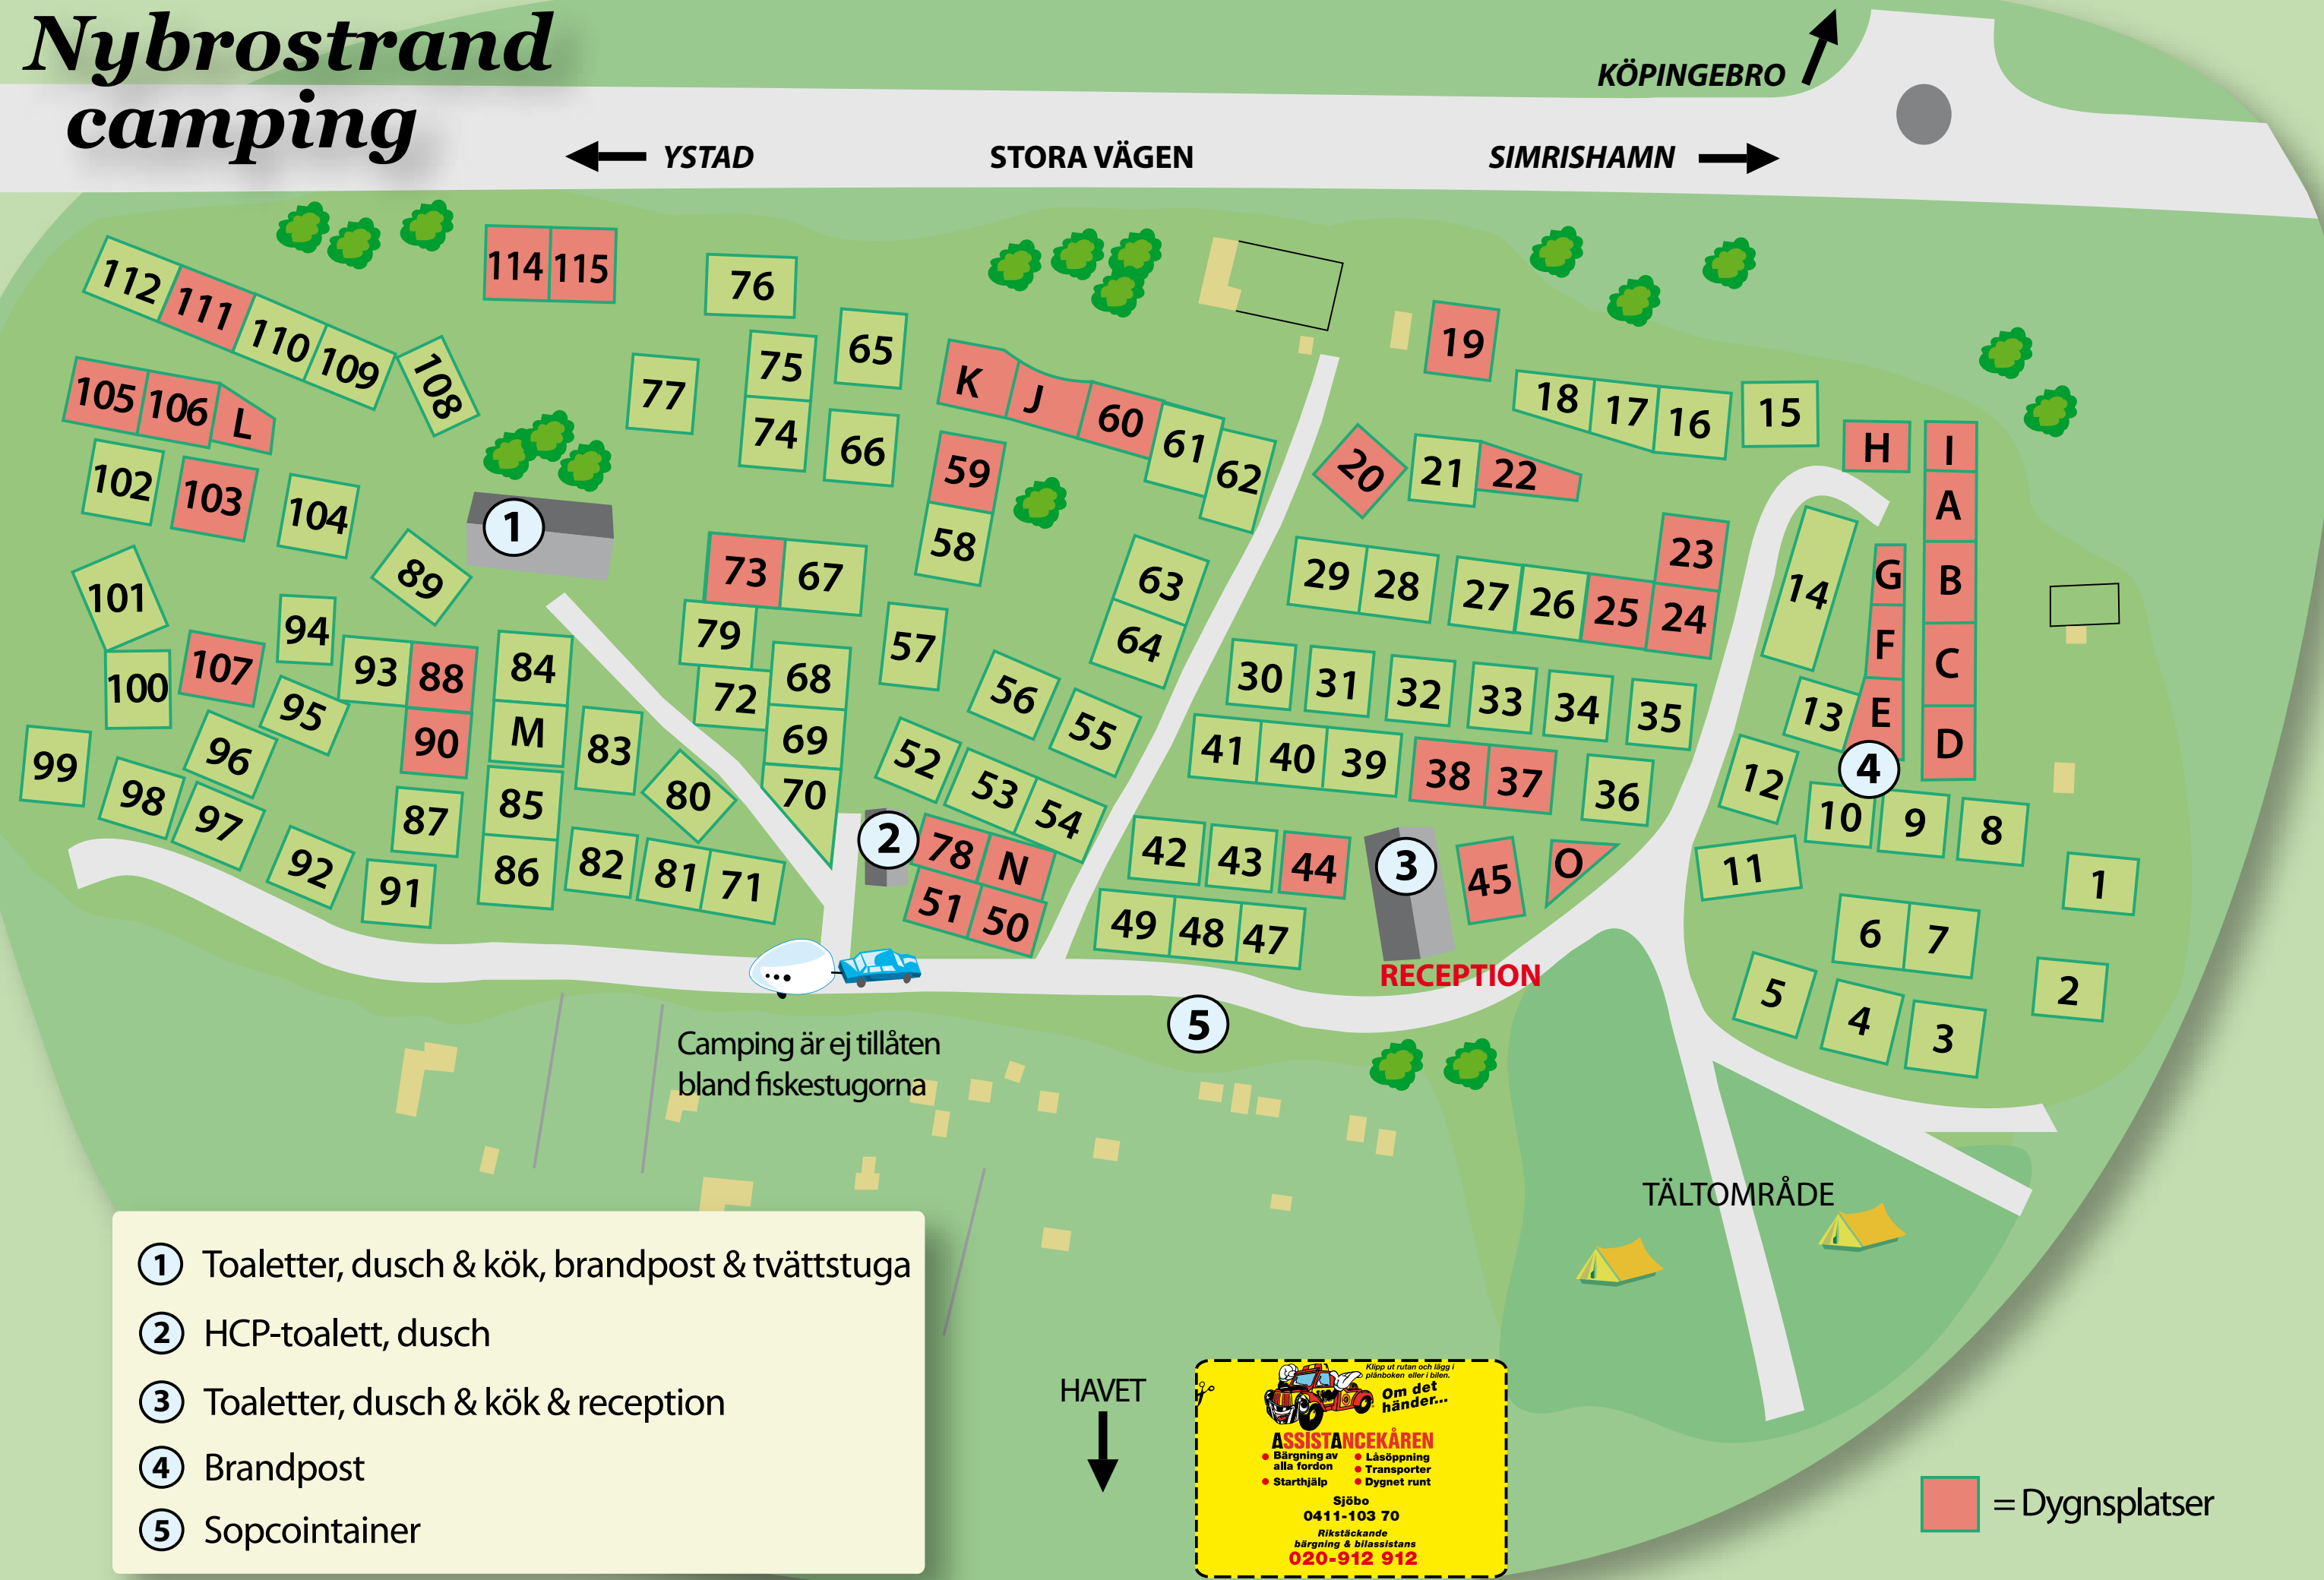 Nybrostrand
camping
KÖPINGEBRO
YSTAD
STORA VÄGEN
SIMRISHAMN
112
111
110
109
108
114
115
76
75
74
77
65
66
K
J
60
61
62
59
58
19
18
17
16
15
H
I
A
B
C
D
20
21
22
105
106
L
102
103
104
1
89
101
100
107
94
93
88
90
95
96
99
98
97
92
91
87
84
M
85
86
83
80
82
81
71
73
67
79
72
68
69
70
57
63
64
56
55
52
53
54
2
78
N
51
50
29
28
27
26
25
24
23
14
G
F
E
13
4
12
10
9
8
11
1
30
31
32
33
34
35
41
40
39
38
37
36
42
43
44
3
45
O
49
48
47
RECEPTION
6
7
5
4
3
2
5
Camping är ej tillåten
bland fiskestugorna
TÄLTOMRÅDE
1 Toaletter, dusch & kök, brandpost & tvättstuga
2 HCP-toalett, dusch
3 Toaletter, dusch & kök & reception
4 Brandpost
5 Sopcointainer
HAVET
Klipp ut rutan och lägg i
plånboken eller i bilen.
Om det
händer...
ASSISTANCEKÅREN
• Bärgning av
alla fordon
• Starthjälp
• Låsöppning
• Transporter
• Dygnet runt
Sjöbo
0411-103 70
Rikstäckande
bärgning & bilassistans
020-912 912
= Dygnsplatser